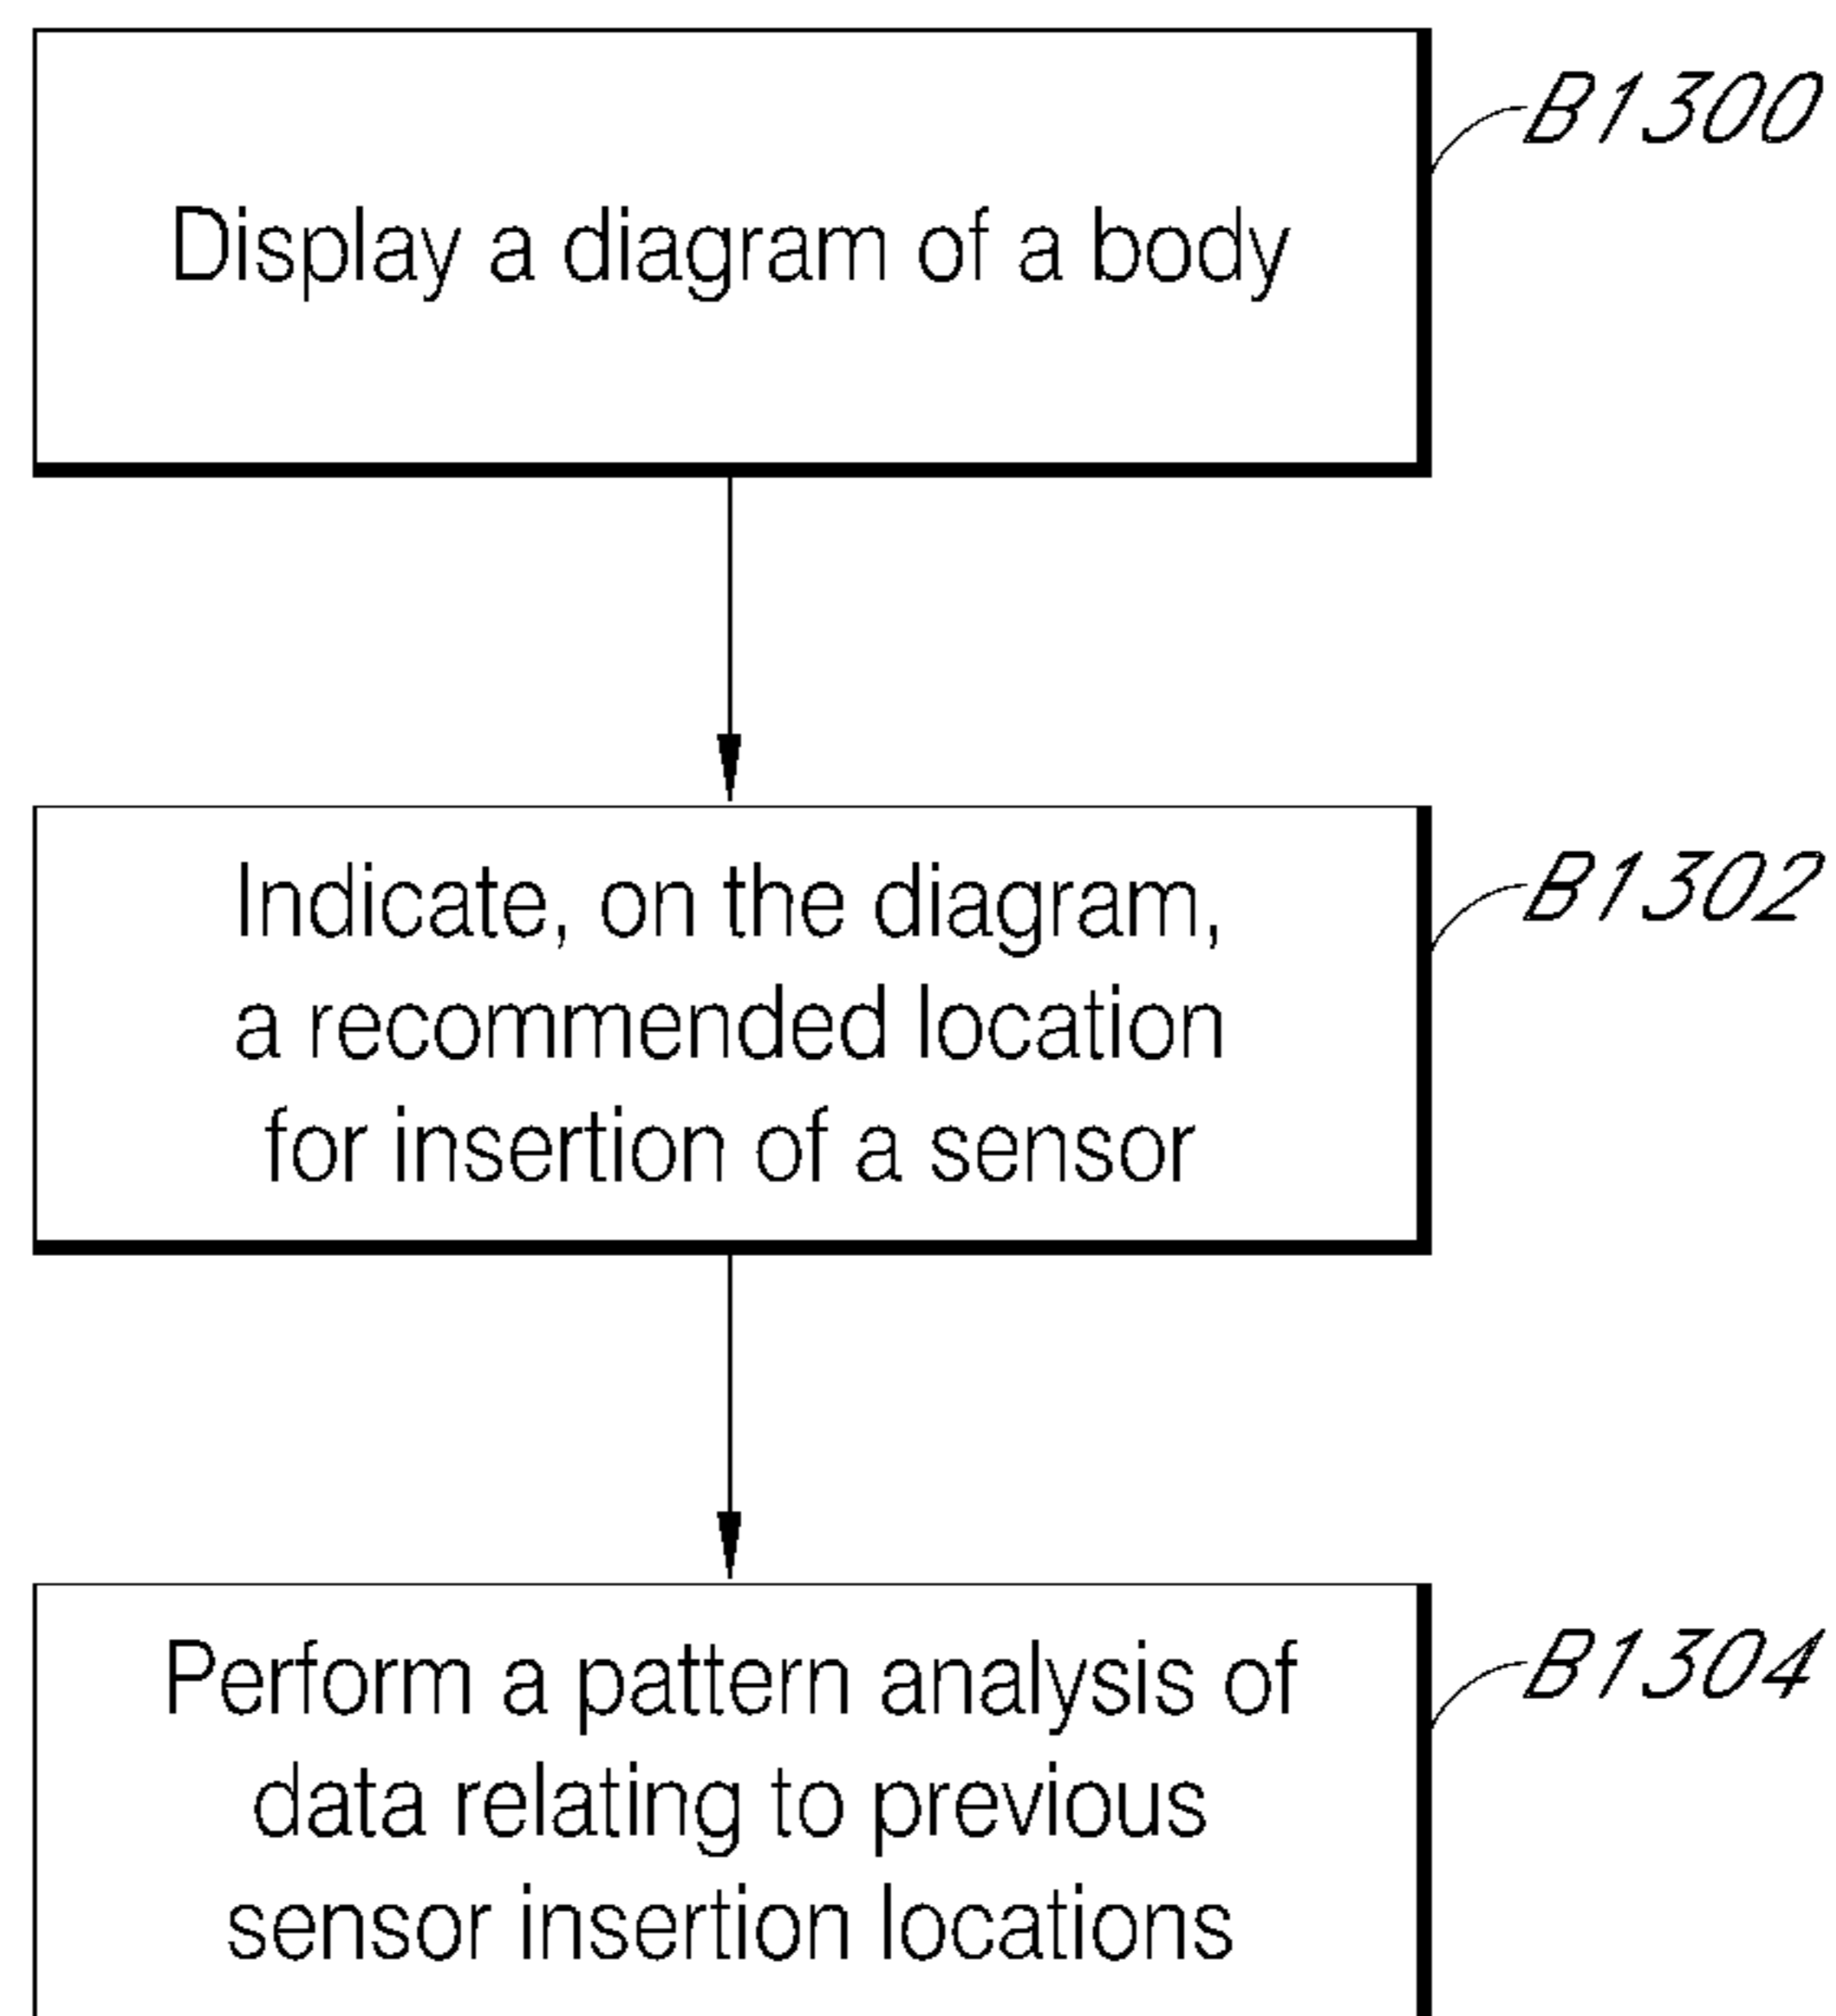 Display a diagram of a body
B1300
Indicate, on the diagram,
a recommended location
for insertion of a sensor
B1302
Perform a pattern analysis of
data relating to previous
sensor insertion locations
B1304